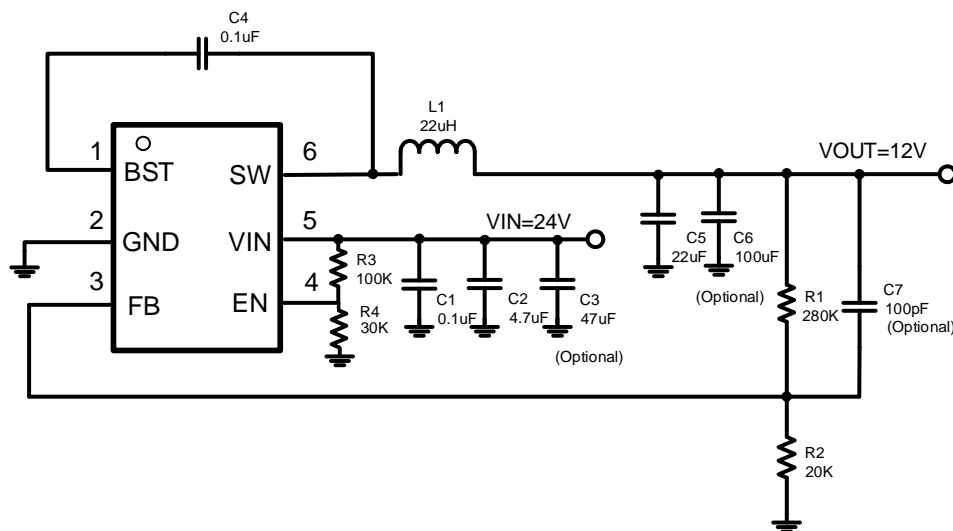 C4
0.1uF
L1
22uH
1
BST
6
SW
VOUT=12V
2
GND
5
VIN
VIN=24V
3
FB
4
EN
R3
100K
R4
30K
C1
0.1uF
C2
4.7uF
C3
47uF
(Optional)
C5
22uF
C6
100uF
(Optional)
R1
280K
C7
100pF
(Optional)
R2
20K